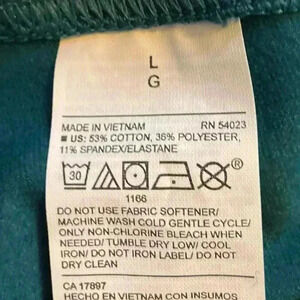 L
G
MADE IN VIETNAM RN 54023
■ US: 53% COTTON, 36% POLYESTER,
11% SPANDEX/ELASTANE
30
1166
DO NOT USE FABRIC SOFTENER/
MACHINE WASH COLD GENTLE CYCLE/
ONLY NON-CHLORINE BLEACH WHEN
NEEDED/ TUMBLE DRY LOW/ COOL
IRON/ DO NOT IRON LABEL/ DO NOT
DRY CLEAN
CA 17897
HECHO EN VIETNAM CON INSUMOS